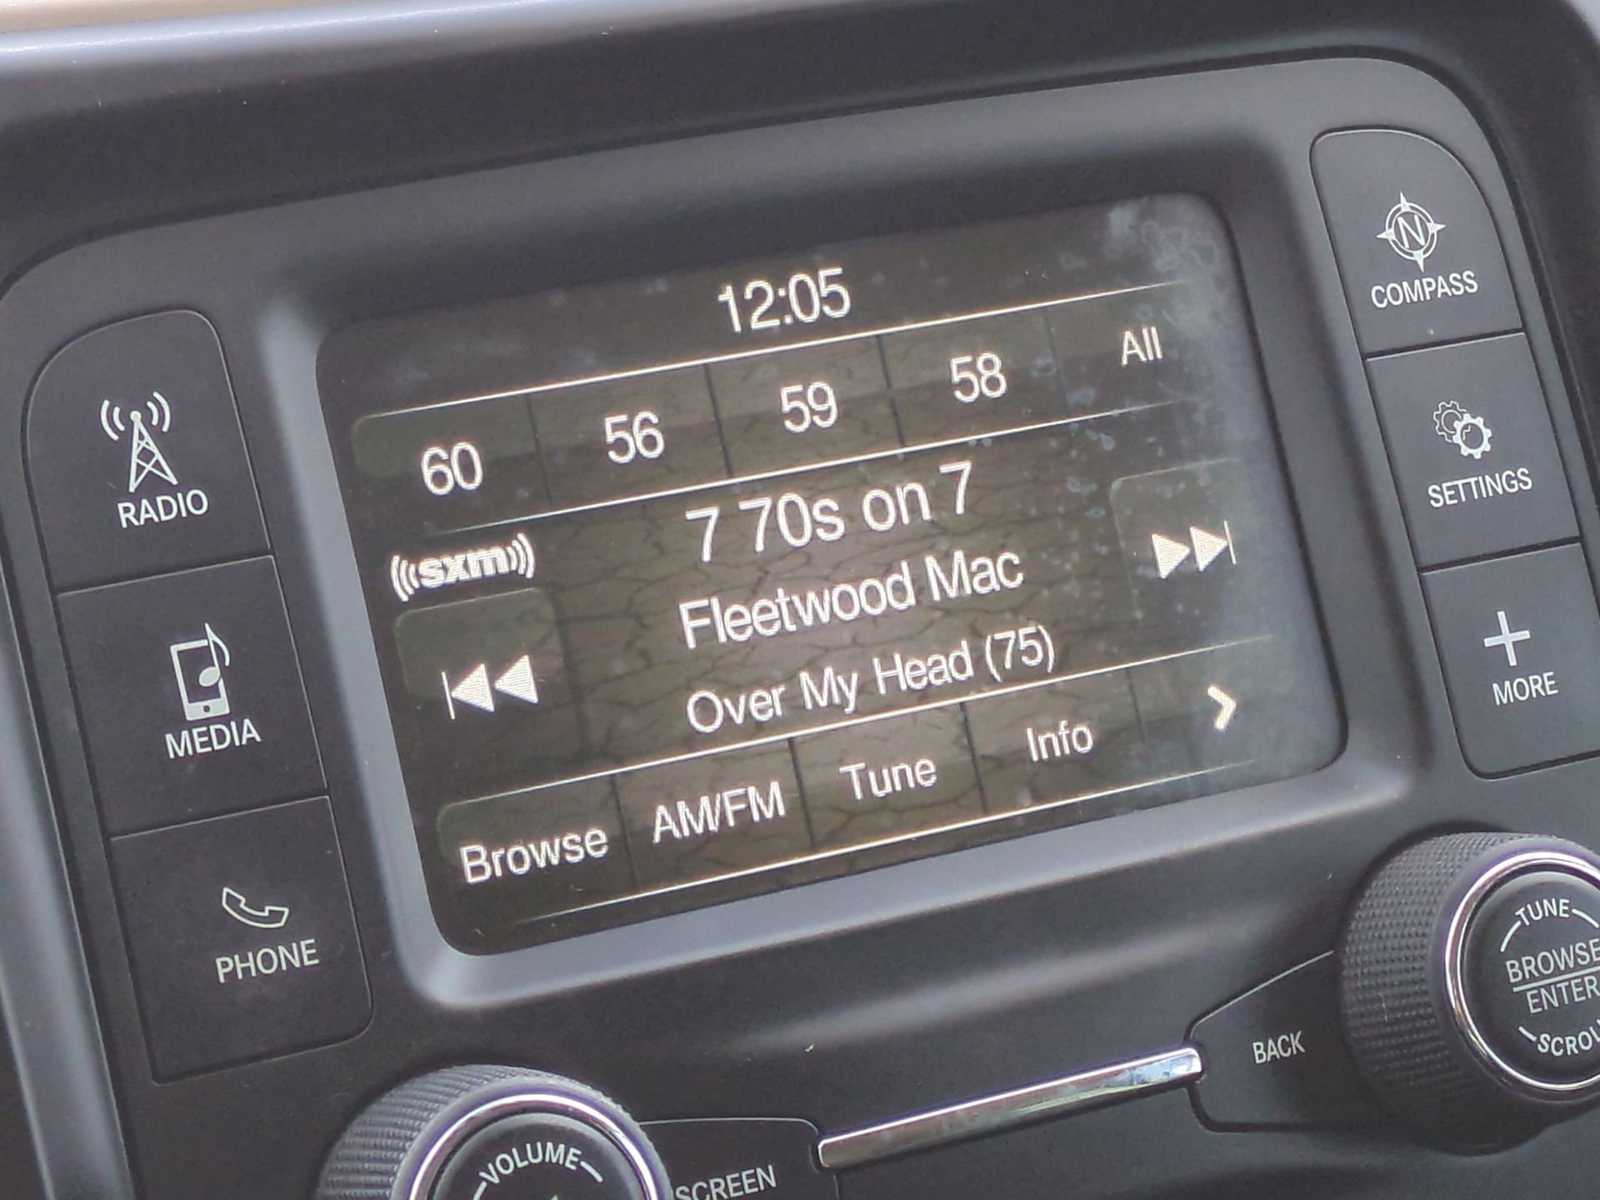 12:05
60 56 59 58 All
sxm
7 70s on 7
Fleetwood Mac
Over My Head (75)
Browse AM/FM Tune Info
RADIO
MEDIA
PHONE
N
COMPASS
SETTINGS
MORE
VOLUME
SCREEN
BACK
TUNE
BROWSE
ENTER
SCROL